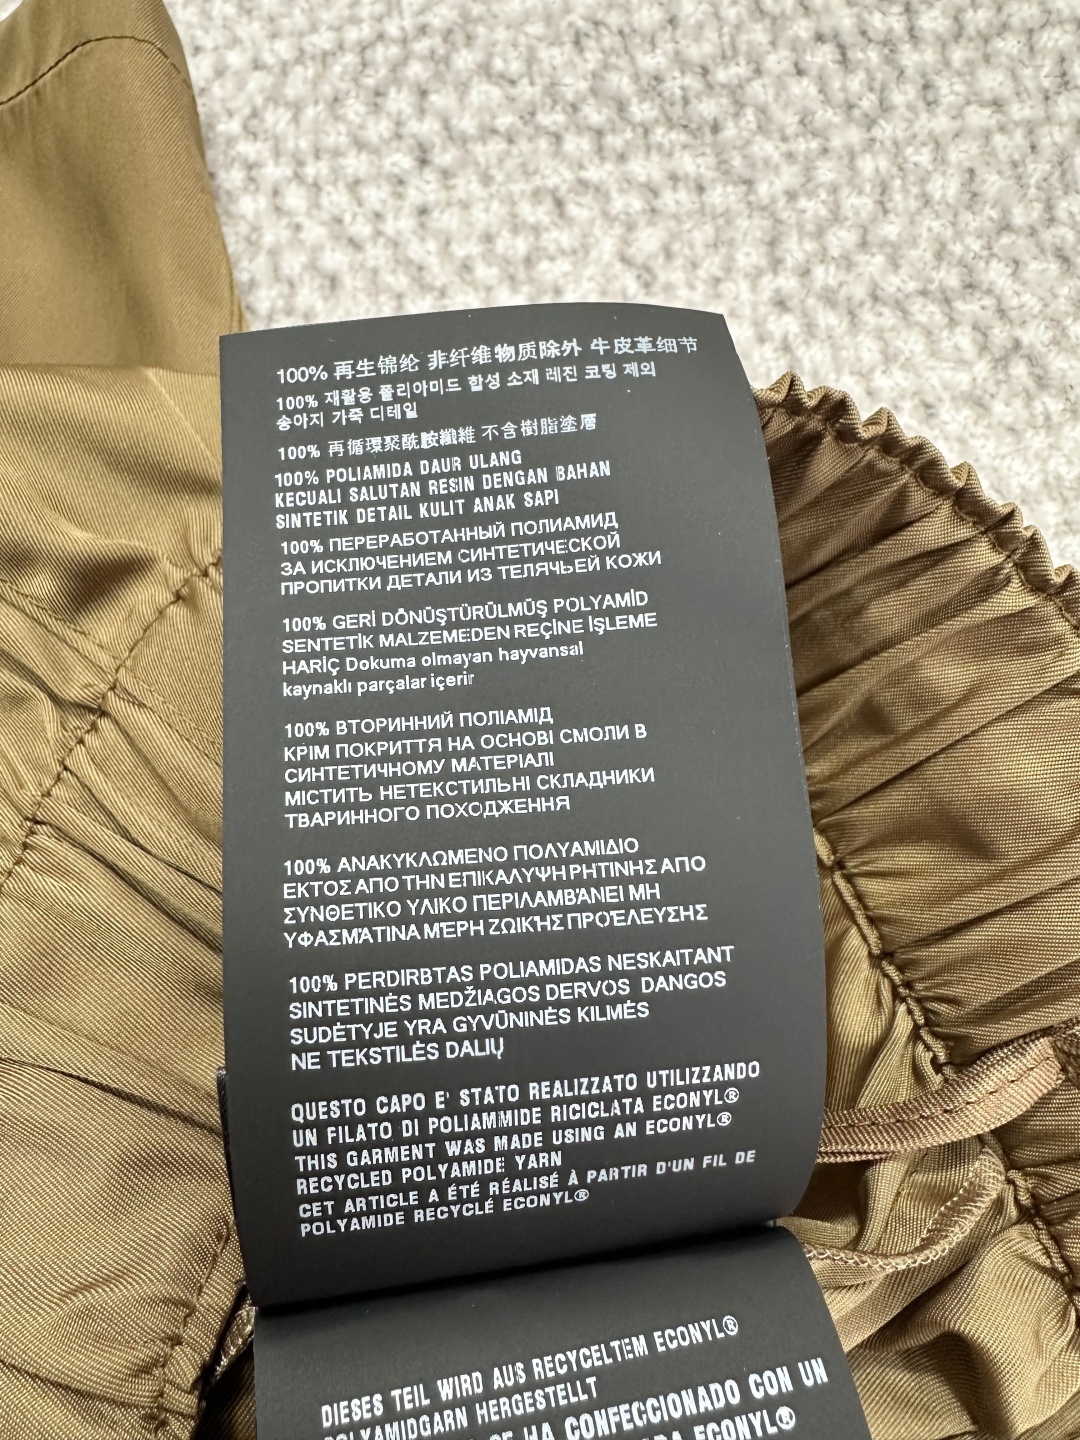 100% 再生锦纶 非纤维物质除外 牛皮革细节
100% 재활용 폴리아미드 합성 소재 레진 코팅 제외
송아지 가죽 디테일
100% 再循環聚酰胺纖維 不含樹脂塗層
100% POLIAMIDA DAUR ULANG
KECUALI SALUTAN RESIN DENGAN BAHAN
SINTETIK DETAIL KULIT ANAK SAPI
100% ПЕРЕРАБОТАННЫЙ ПОЛИАМИД
ЗА ИСКЛЮЧЕНИЕМ СИНТЕТИЧЕСКОЙ
ПРОПИТКИ ДЕТАЛИ ИЗ ТЕЛЯЧЬЕЙ КОЖИ
100% GERİ DÖNÜŞTÜRÜLMÜŞ POLYAMİD
SENTETİK MALZEMEDEN REÇİNE İŞLEME
HARİÇ Dokuma olmayan hayvansal
kaynaklı parçalar içerir
100% ВТОРИННИЙ ПОЛІАМІД
КРІМ ПОКРИТТЯ НА ОСНОВІ СМОЛИ В
СИНТЕТИЧНОМУ МАТЕРІАЛІ
МІСТИТЬ НЕТЕКСТИЛЬНІ СКЛАДНИКИ
ТВАРИННОГО ПОХОДЖЕННЯ
100% ΑΝΑΚΥΚΛΩΜΕΝΟ ΠΟΛΥΑΜΙΔΙΟ
ΕΚΤΟΣ ΑΠΟ ΤΗΝ ΕΠΙΚΑΛΥΨΗ ΡΗΤΙΝΗΣ ΑΠΟ
ΣΥΝΘΕΤΙΚΟ ΥΛΙΚΟ ΠΕΡΙΛΑΜΒΆΝΕΙ ΜΗ
ΥΦΑΣΜΆΤΙΝΑ ΜΈΡΗ ΖΩΙΚΉΣ ΠΡΟΈΛΕΥΣΗΣ
100% PERDIRBTAS POLIAMIDAS NESKAITANT
SINTETINĖS MEDŽIAGOS DERVOS DANGOS
SUDĖTYJE YRA GYVŪNINĖS KILMĖS
NE TEKSTILĖS DALIŲ
QUESTO CAPO E' STATO REALIZZATO UTILIZZANDO
UN FILATO DI POLIAMMIDE RICICLATA ECONYL®
THIS GARMENT WAS MADE USING AN ECONYL®
RECYCLED POLYAMIDE YARN
CET ARTICLE A ÉTÉ RÉALISÉ À PARTIR D'UN FIL DE
POLYAMIDE RECYCLÉ ECONYL®
DIESES TEIL WIRD AUS RECYCELTEM ECONYL®
POLYAMIDGARN HERGESTELLT
SE HA CONFECCIONADO CON UN
ECONYL®